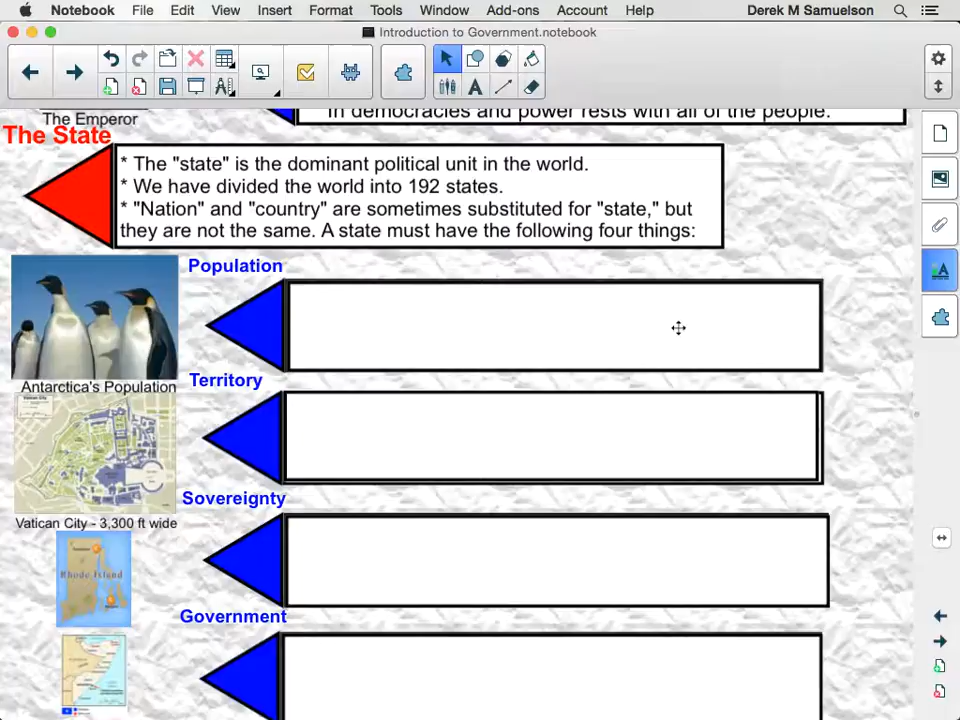 Notebook File Edit View Insert Format Tools Window Add-ons Account Help Derek M Samuelson
Introduction to Government.notebook
The Emperor
In democracies and power rests with all of the people.
The State
* The "state" is the dominant political unit in the world.
* We have divided the world into 192 states.
* "Nation" and "country" are sometimes substituted for "state," but
they are not the same. A state must have the following four things:
Population
Antarctica's Population
Territory
Vatican City - 3,300 ft wide
Sovereignty
Rhode Island
Government